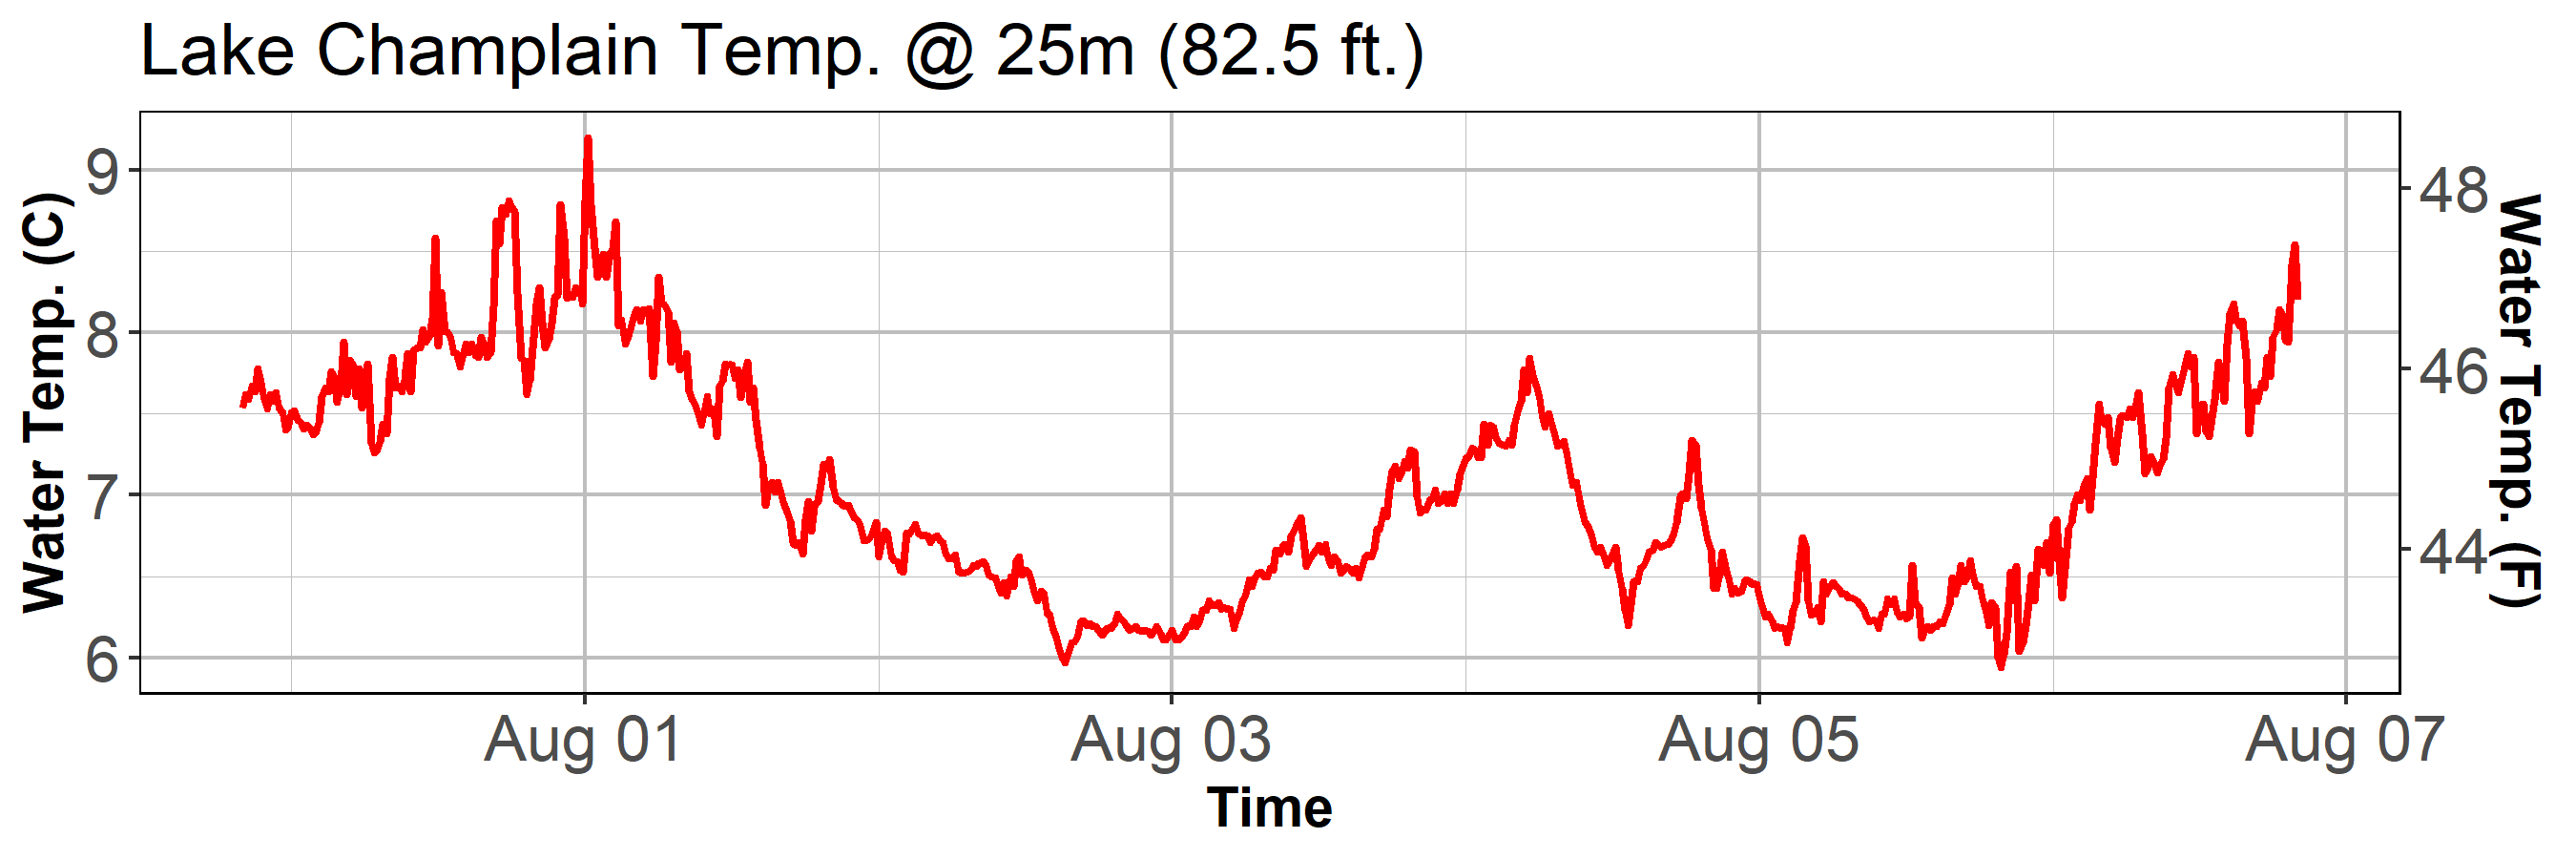 Lake Champlain Temp. @ 25m (82.5 ft.)
Water Temp. (C)
9
8
7
6
48
46
44
Water Temp. (F)
Aug 01
Aug 03
Aug 05
Aug 07
Time